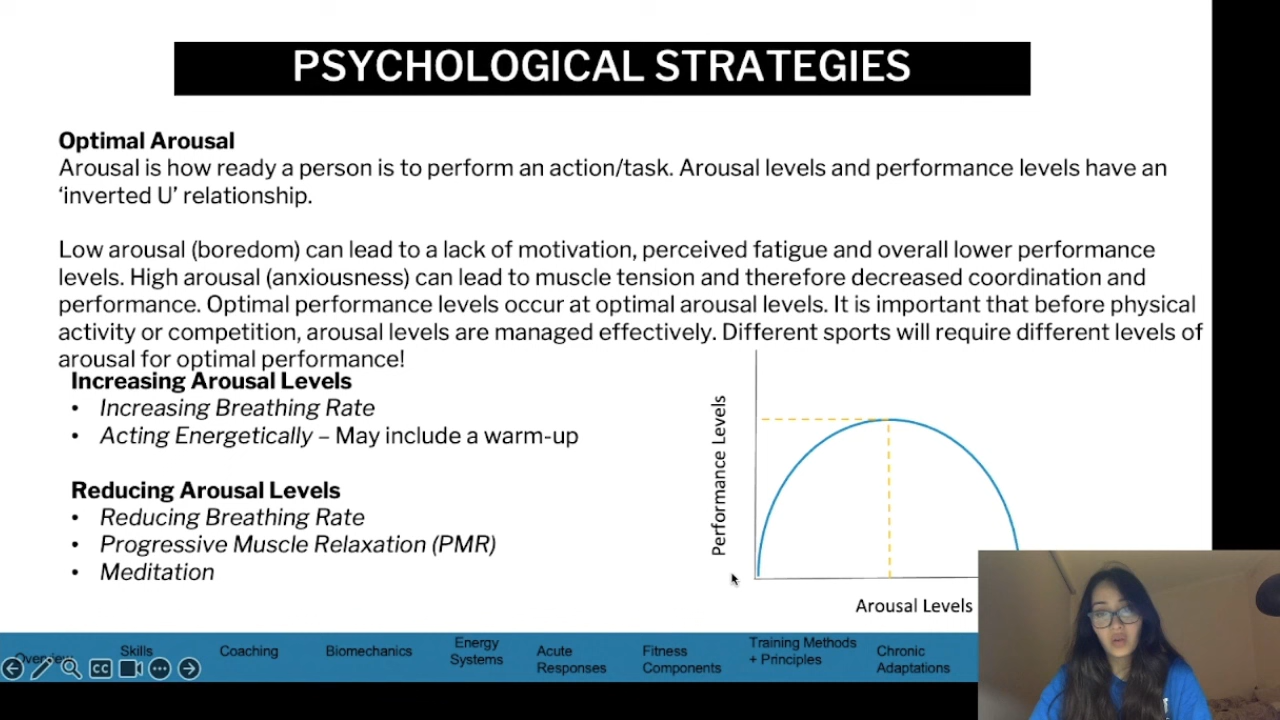 PSYCHOLOGICAL STRATEGIES
Optimal Arousal
Arousal is how ready a person is to perform an action/task. Arousal levels and performance levels have an
‘inverted U’ relationship.
Low arousal (boredom) can lead to a lack of motivation, perceived fatigue and overall lower performance
levels. High arousal (anxiousness) can lead to muscle tension and therefore decreased coordination and
performance. Optimal performance levels occur at optimal arousal levels. It is important that before physical
activity or competition, arousal levels are managed effectively. Different sports will require different levels of
arousal for optimal performance!
Increasing Arousal Levels
• Increasing Breathing Rate
• Acting Energetically – May include a warm-up
Reducing Arousal Levels
• Reducing Breathing Rate
• Progressive Muscle Relaxation (PMR)
• Meditation
Performance Levels
Arousal Levels
Skills
Coaching
Biomechanics
Energy
Systems
Acute
Responses
Fitness
Components
Training Methods
+ Principles
Chronic
Adaptations
CC